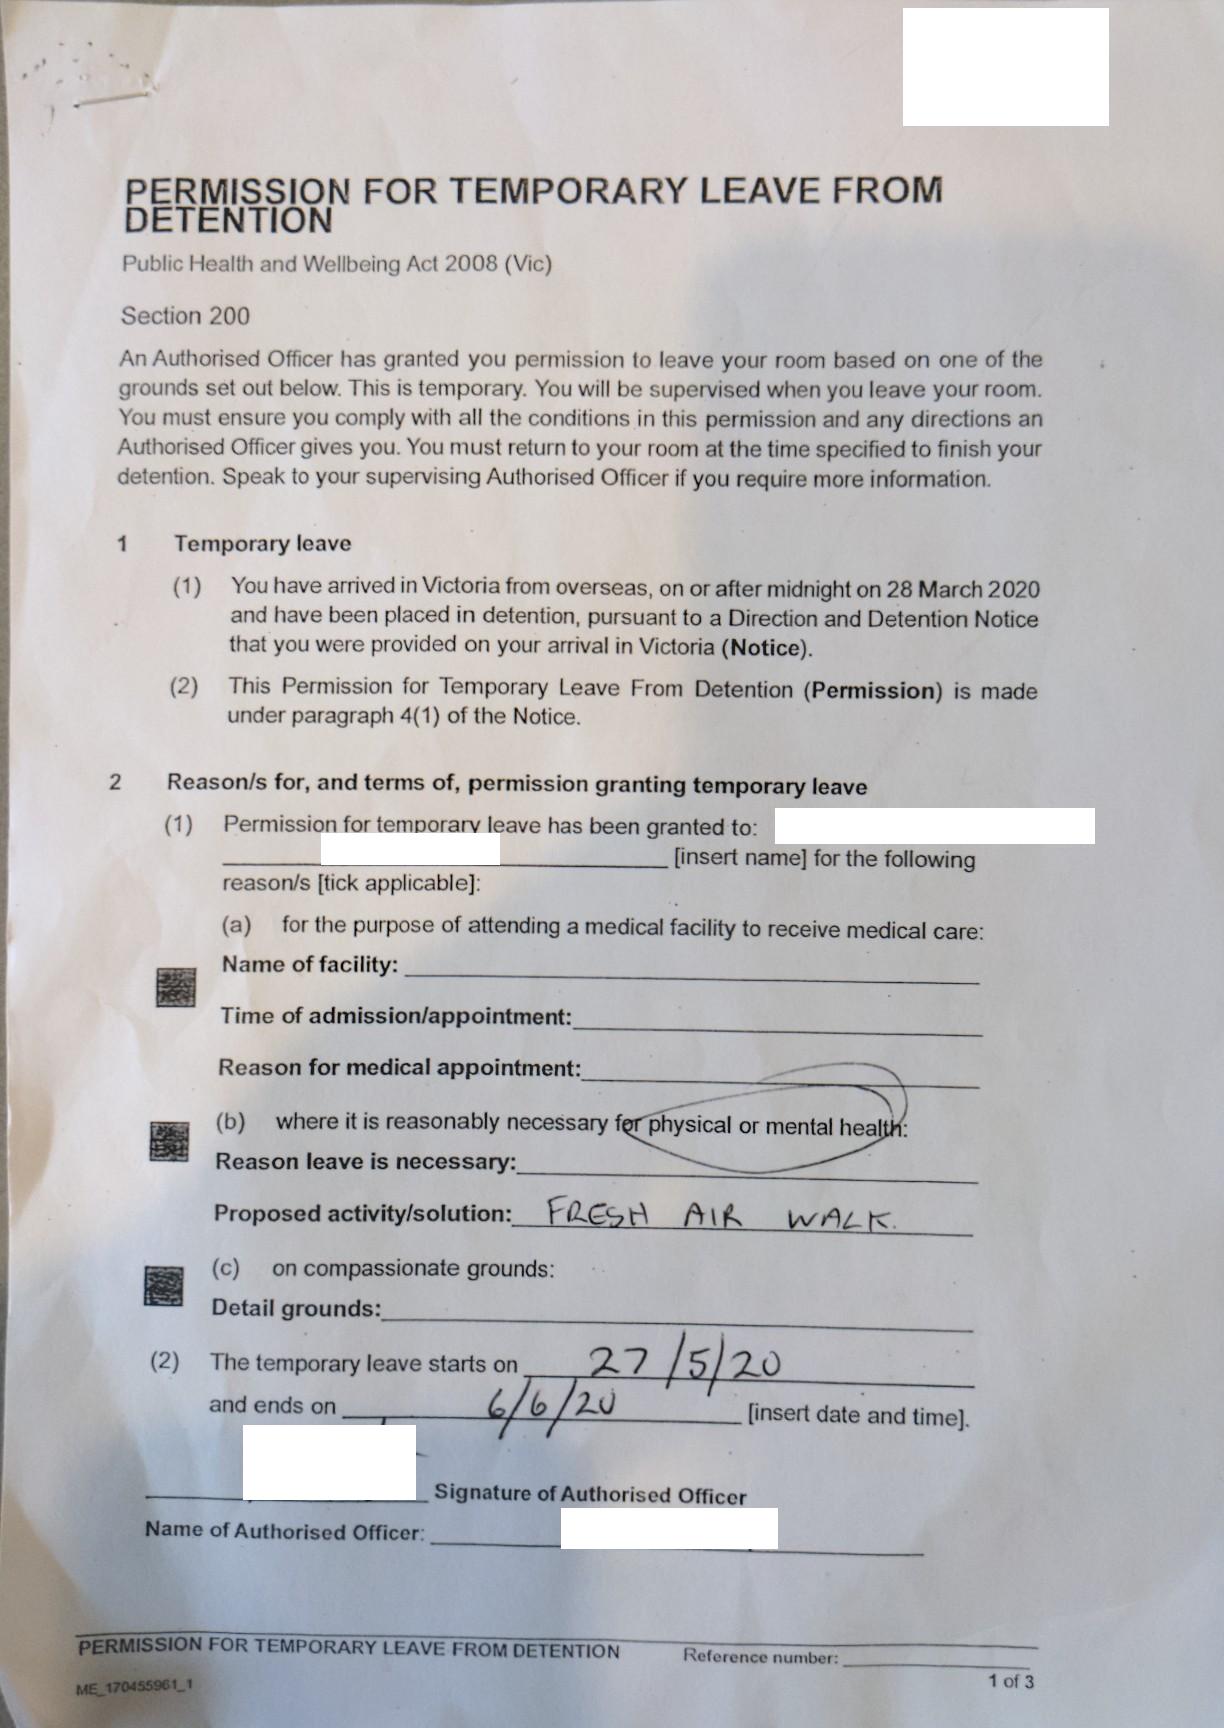 PERMISSION FOR TEMPORARY LEAVE FROM
DETENTION
Public Health and Wellbeing Act 2008 (Vic)
Section 200
An Authorised Officer has granted you permission to leave your room based on one of the
grounds set out below. This is temporary. You will be supervised when you leave your room.
You must ensure you comply with all the conditions in this permission and any directions an
Authorised Officer gives you. You must return to your room at the time specified to finish your
detention. Speak to your supervising Authorised Officer if you require more information.
1 Temporary leave
(1) You have arrived in Victoria from overseas, on or after midnight on 28 March 2020
and have been placed in detention, pursuant to a Direction and Detention Notice
that you were provided on your arrival in Victoria (Notice).
(2) This Permission for Temporary Leave From Detention (Permission) is made
under paragraph 4(1) of the Notice.
2 Reason/s for, and terms of, permission granting temporary leave
(1) Permission for temporary leave has been granted to:
[insert name] for the following
reason/s [tick applicable]:
(a) for the purpose of attending a medical facility to receive medical care:
Name of facility:
Time of admission/appointment:
Reason for medical appointment:
(b) where it is reasonably necessary for physical or mental health:
Reason leave is necessary:
Proposed activity/solution: FRESH AIR WALK.
(c) on compassionate grounds:
Detail grounds:
(2) The temporary leave starts on 27/5/20
and ends on 6/6/20 [insert date and time].
Signature of Authorised Officer
Name of Authorised Officer:
PERMISSION FOR TEMPORARY LEAVE FROM DETENTION Reference number:
ME_170455961_1 1 of 3